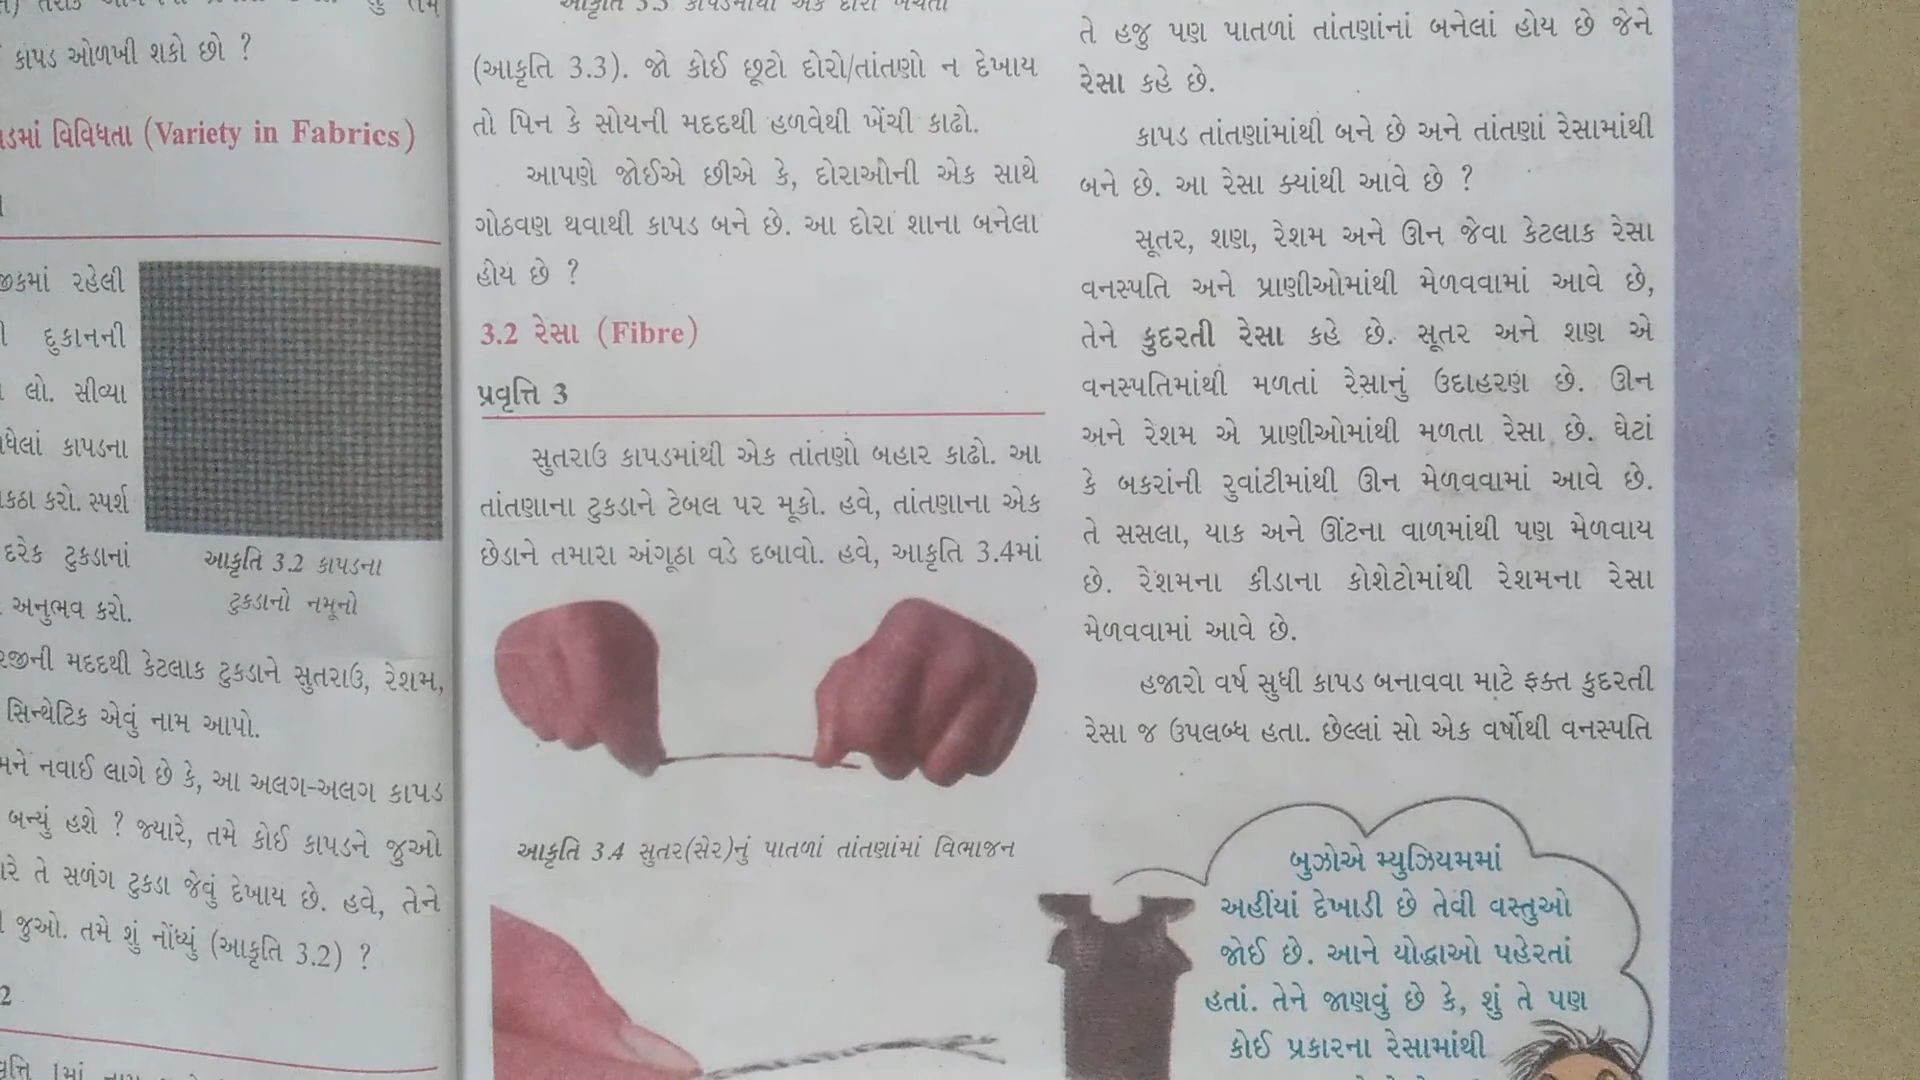 કાપડ ઓળખી શકો છો ?
વિવિધતા (Variety in Fabrics)
રહેલી
દુકાનની
લો. સીવ્યા
કાપડના
કરો. સ્પર્શ
દરેક ટુકડાનાં
અનુભવ કરો.
આકૃતિ 3.2 કાપડના
ટુકડાનો નમૂનો
મદદથી કેટલાક ટુકડાને સુતરાઉ, રેશમ,
સિન્થેટિક એવું નામ આપો.
નવાઈ લાગે છે કે, આ અલગ-અલગ કાપડ
બન્યું હશે ? જ્યારે, તમે કોઈ કાપડને જુઓ
તે સળંગ ટુકડા જેવું દેખાય છે. હવે, તેને
જુઓ. તમે શું નોંધ્યું (આકૃતિ 3.2) ?
2
(આકૃતિ 3.3). જો કોઈ છૂટો દોરો/તાંતણો ન દેખાય
તો પિન કે સોયની મદદથી હળવેથી ખેંચી કાઢો.
આપણે જોઈએ છીએ કે, દોરાઓની એક સાથે
ગોઠવણ થવાથી કાપડ બને છે. આ દોરા શાના બનેલા
હોય છે ?
3.2 રેસા (Fibre)
પ્રવૃત્તિ 3
સુતરાઉ કાપડમાંથી એક તાંતણો બહાર કાઢો. આ
તાંતણાના ટુકડાને ટેબલ પર મૂકો. હવે, તાંતણાના એક
છેડાને તમારા અંગૂઠા વડે દબાવો. હવે, આકૃતિ 3.4માં
આકૃતિ 3.4 સુતર(સેર)નું પાતળાં તાંતણાંમાં વિભાજન
તે હજુ પણ પાતળાં તાંતણાંનાં બનેલાં હોય છે જેને
રેસા કહે છે.
કાપડ તાંતણાંમાંથી બને છે અને તાંતણાં રેસામાંથી
બને છે. આ રેસા ક્યાંથી આવે છે ?
સૂતર, શણ, રેશમ અને ઊન જેવા કેટલાક રેસા
વનસ્પતિ અને પ્રાણીઓમાંથી મેળવવામાં આવે છે,
તેને કુદરતી રેસા કહે છે. સૂતર અને શણ એ
વનસ્પતિમાંથી મળતાં રેસાનું ઉદાહરણ છે. ઊન
અને રેશમ એ પ્રાણીઓમાંથી મળતા રેસા છે. ઘેટાં
કે બકરાંની રુવાંટીમાંથી ઊન મેળવવામાં આવે છે.
તે સસલા, યાક અને ઊંટના વાળમાંથી પણ મેળવાય
છે. રેશમના કીડાના કોશેટોમાંથી રેશમના રેસા
મેળવવામાં આવે છે.
હજારો વર્ષ સુધી કાપડ બનાવવા માટે ફક્ત કુદરતી
રેસા જ ઉપલબ્ધ હતા. છેલ્લાં સો એક વર્ષોથી વનસ્પતિ
બુઝોએ મ્યુઝિયમમાં
અહીંયાં દેખાડી છે તેવી વસ્તુઓ
જોઈ છે. આને યોદ્ધાઓ પહેરતાં
હતાં. તેને જાણવું છે કે, શું તે પણ
કોઈ પ્રકારના રેસામાંથી